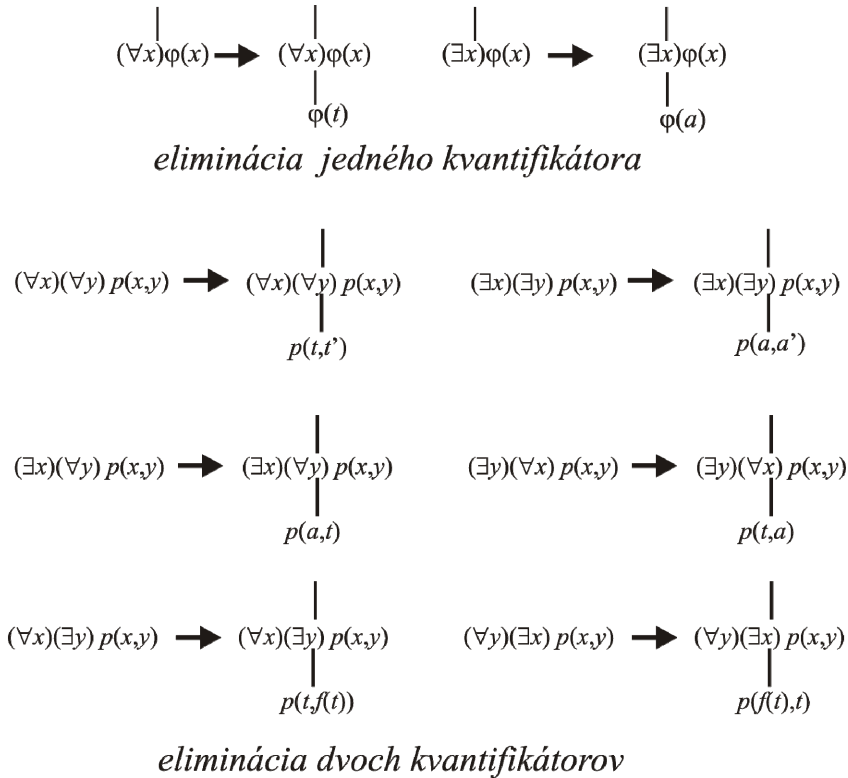 (∀x)φ(x) → (∀x)φ(x) (∃x)φ(x) → (∃x)φ(x)
φ(t) φ(a)
eliminácia jedného kvantifikátora
(∀x)(∀y) p(x,y) → (∀x)(∀y) p(x,y) (∃x)(∃y) p(x,y) → (∃x)(∃y) p(x,y)
p(t,t’) p(a,a’)
(∃x)(∀y) p(x,y) → (∃x)(∀y) p(x,y) (∃y)(∀x) p(x,y) → (∃y)(∀x) p(x,y)
p(a,t) p(t,a)
(∀x)(∃y) p(x,y) → (∀x)(∃y) p(x,y) (∀y)(∃x) p(x,y) → (∀y)(∃x) p(x,y)
p(t,f(t)) p(f(t),t)
eliminácia dvoch kvantifikátorov